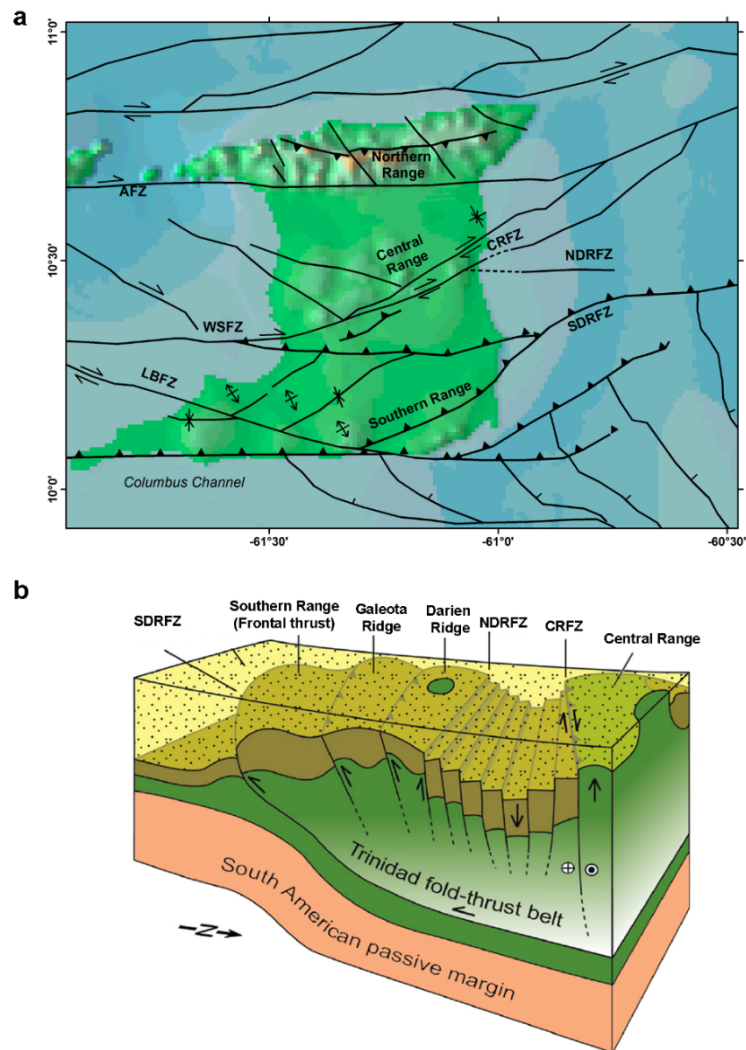 a
11°0'
Northern
Range
AFZ
10°30'
Central
Range
CRFZ
NDRFZ
WSFZ
SDRFZ
LBFZ
Southern Range
10°0'
Columbus Channel
-61°30'
-61°0'
-60°30'
b
SDRFZ
Southern Range
(Frontal thrust)
Galeota
Ridge
Darien
Ridge
NDRFZ
CRFZ
Central Range
Trinidad fold-thrust belt
South American passive margin
N